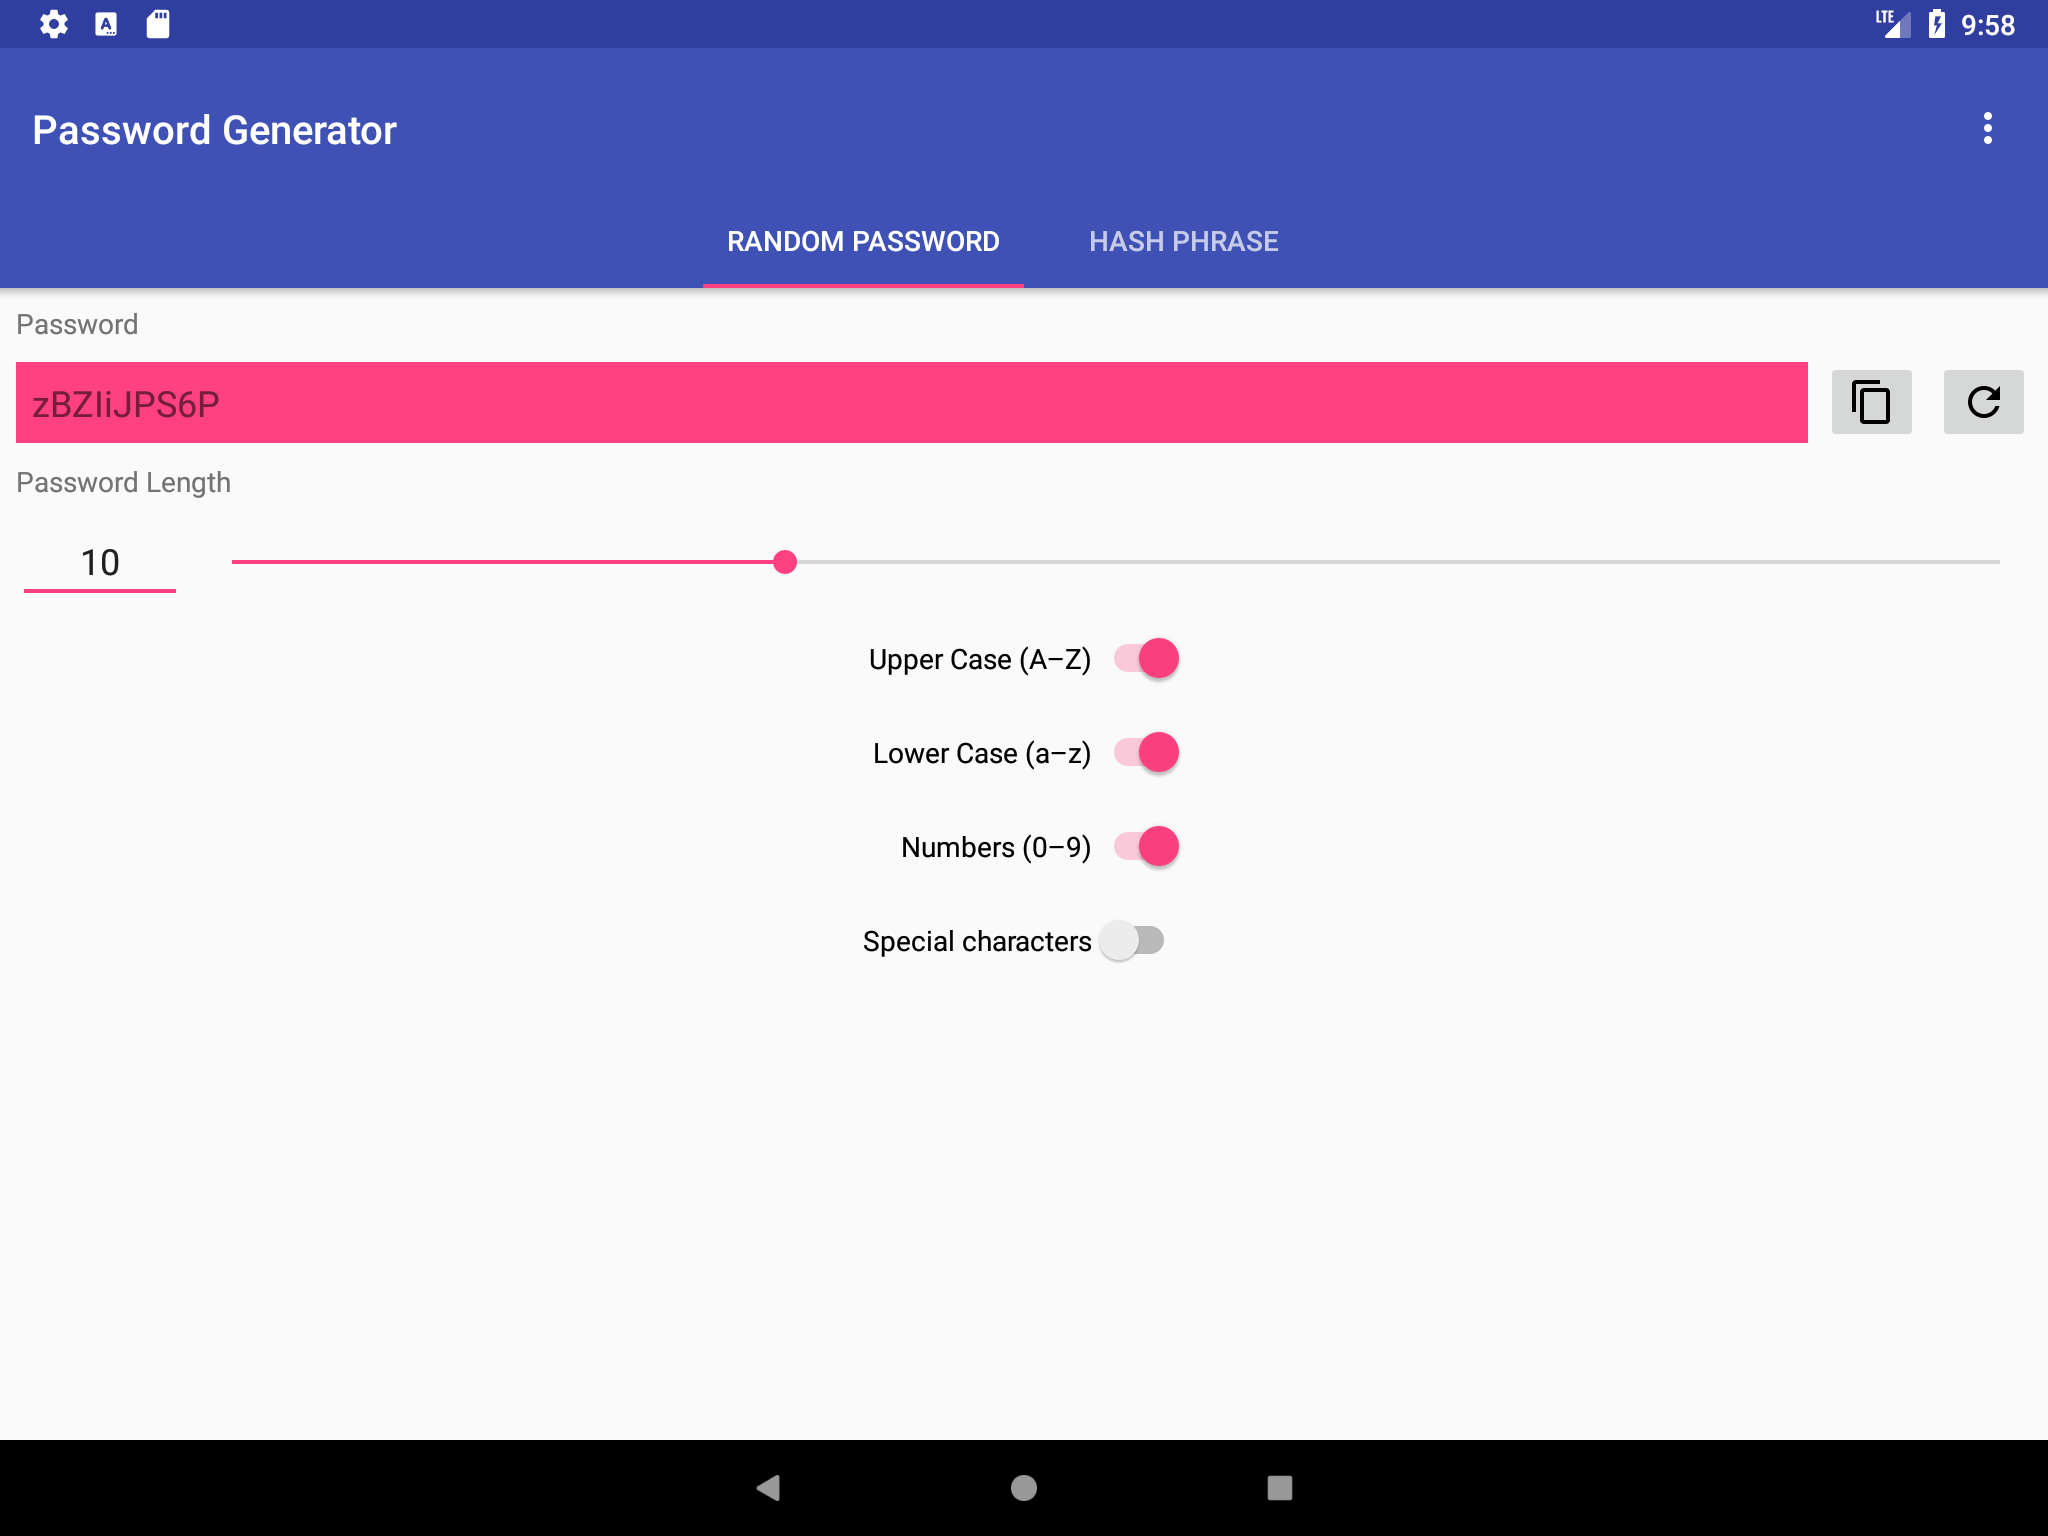 LTE 9:58
Password Generator
RANDOM PASSWORD HASH PHRASE
Password
zBZIiJPS6P
Password Length
10
Upper Case (A–Z)
Lower Case (a–z)
Numbers (0–9)
Special characters